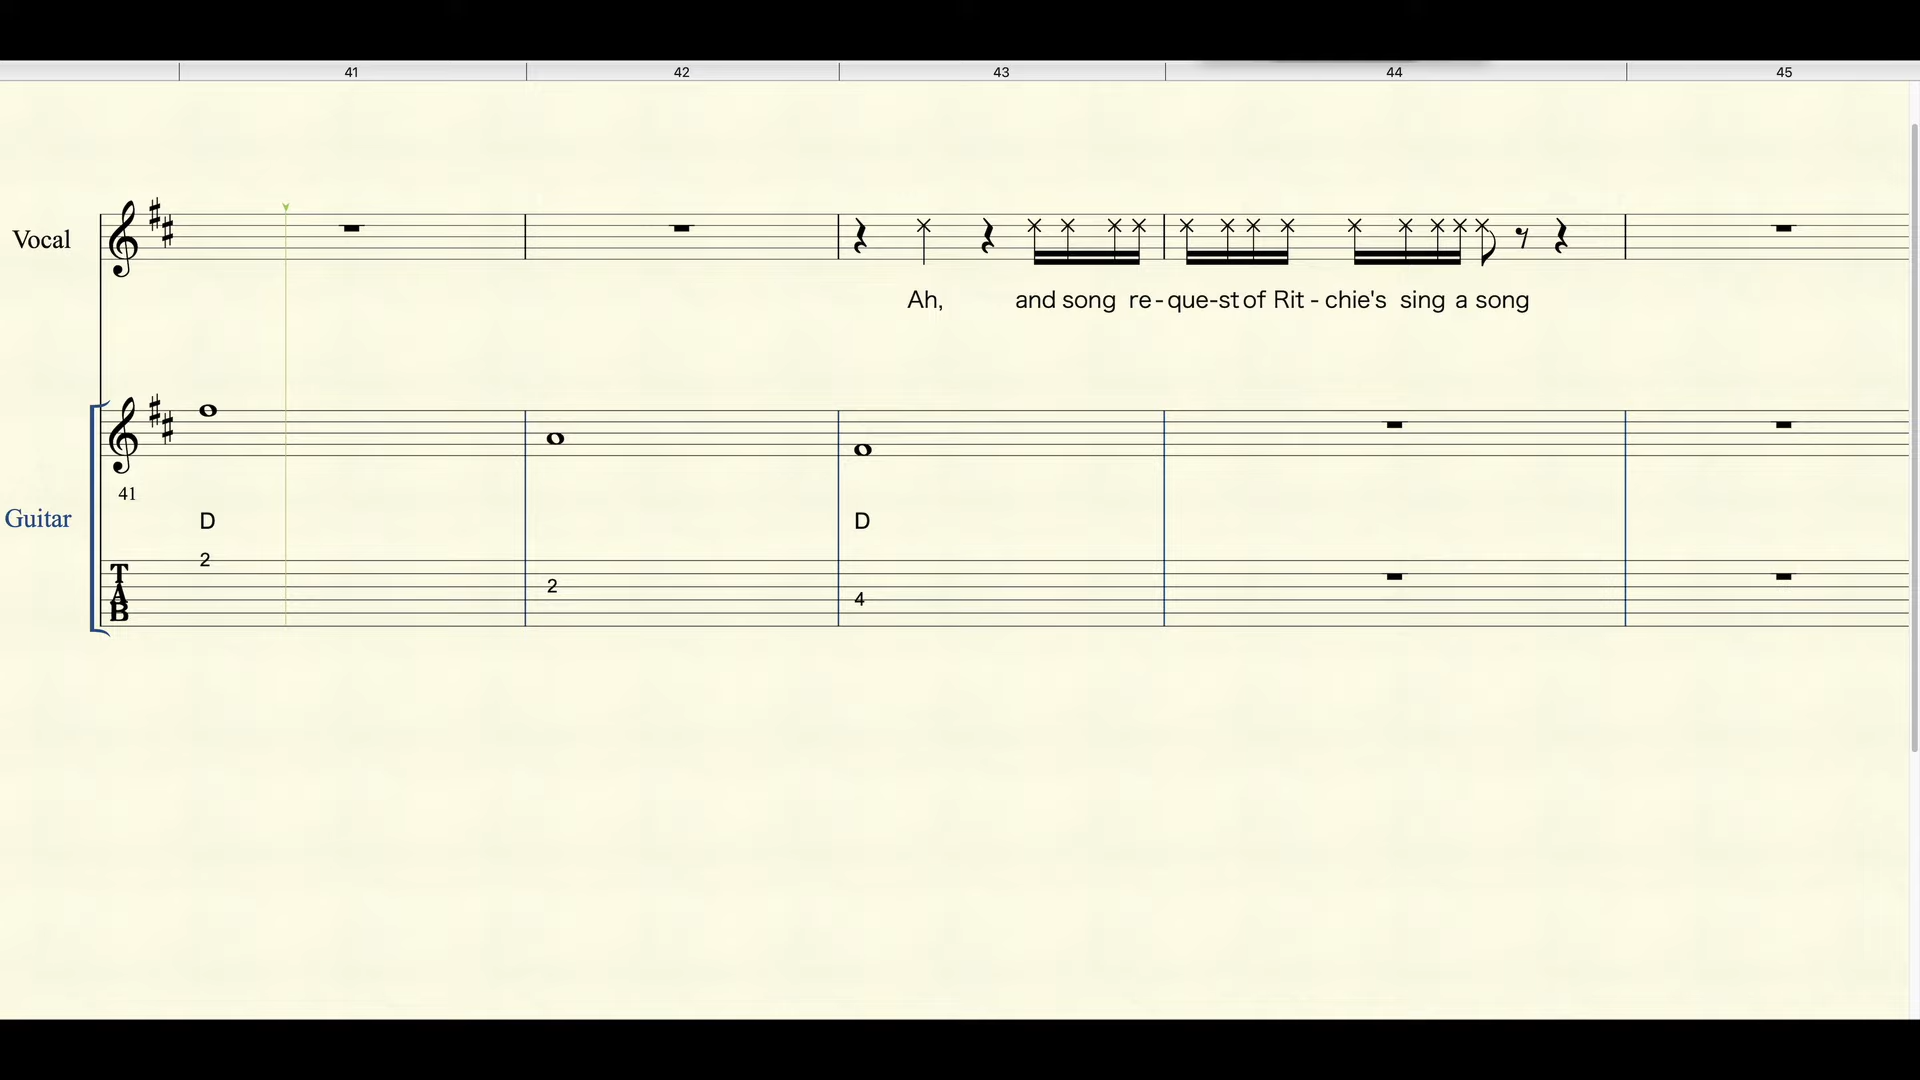 41 42 43 44 45
Vocal
Ah, and song re-que-st of Rit-chie's sing a song
41
Guitar
D D
2 2 4
TAB